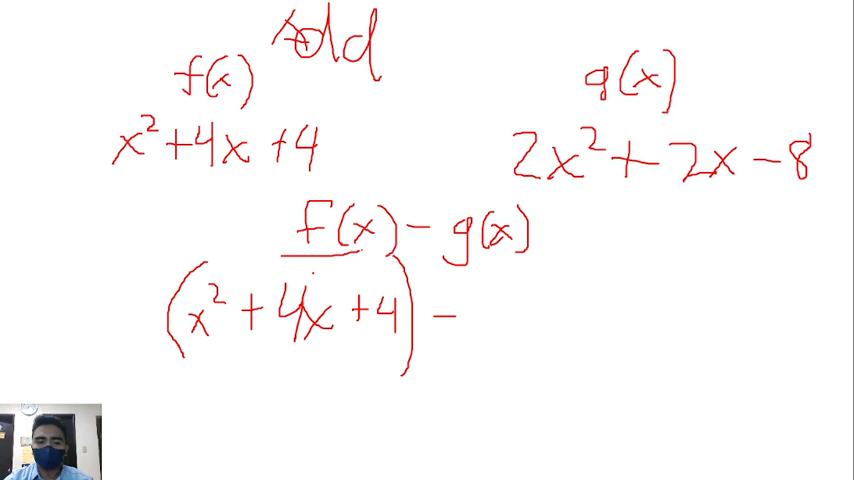 Add
f(x)
g(x)
x² + 4x + 4
2x² + 2x - 8
f(x) - g(x)
(x² + 4x + 4) -